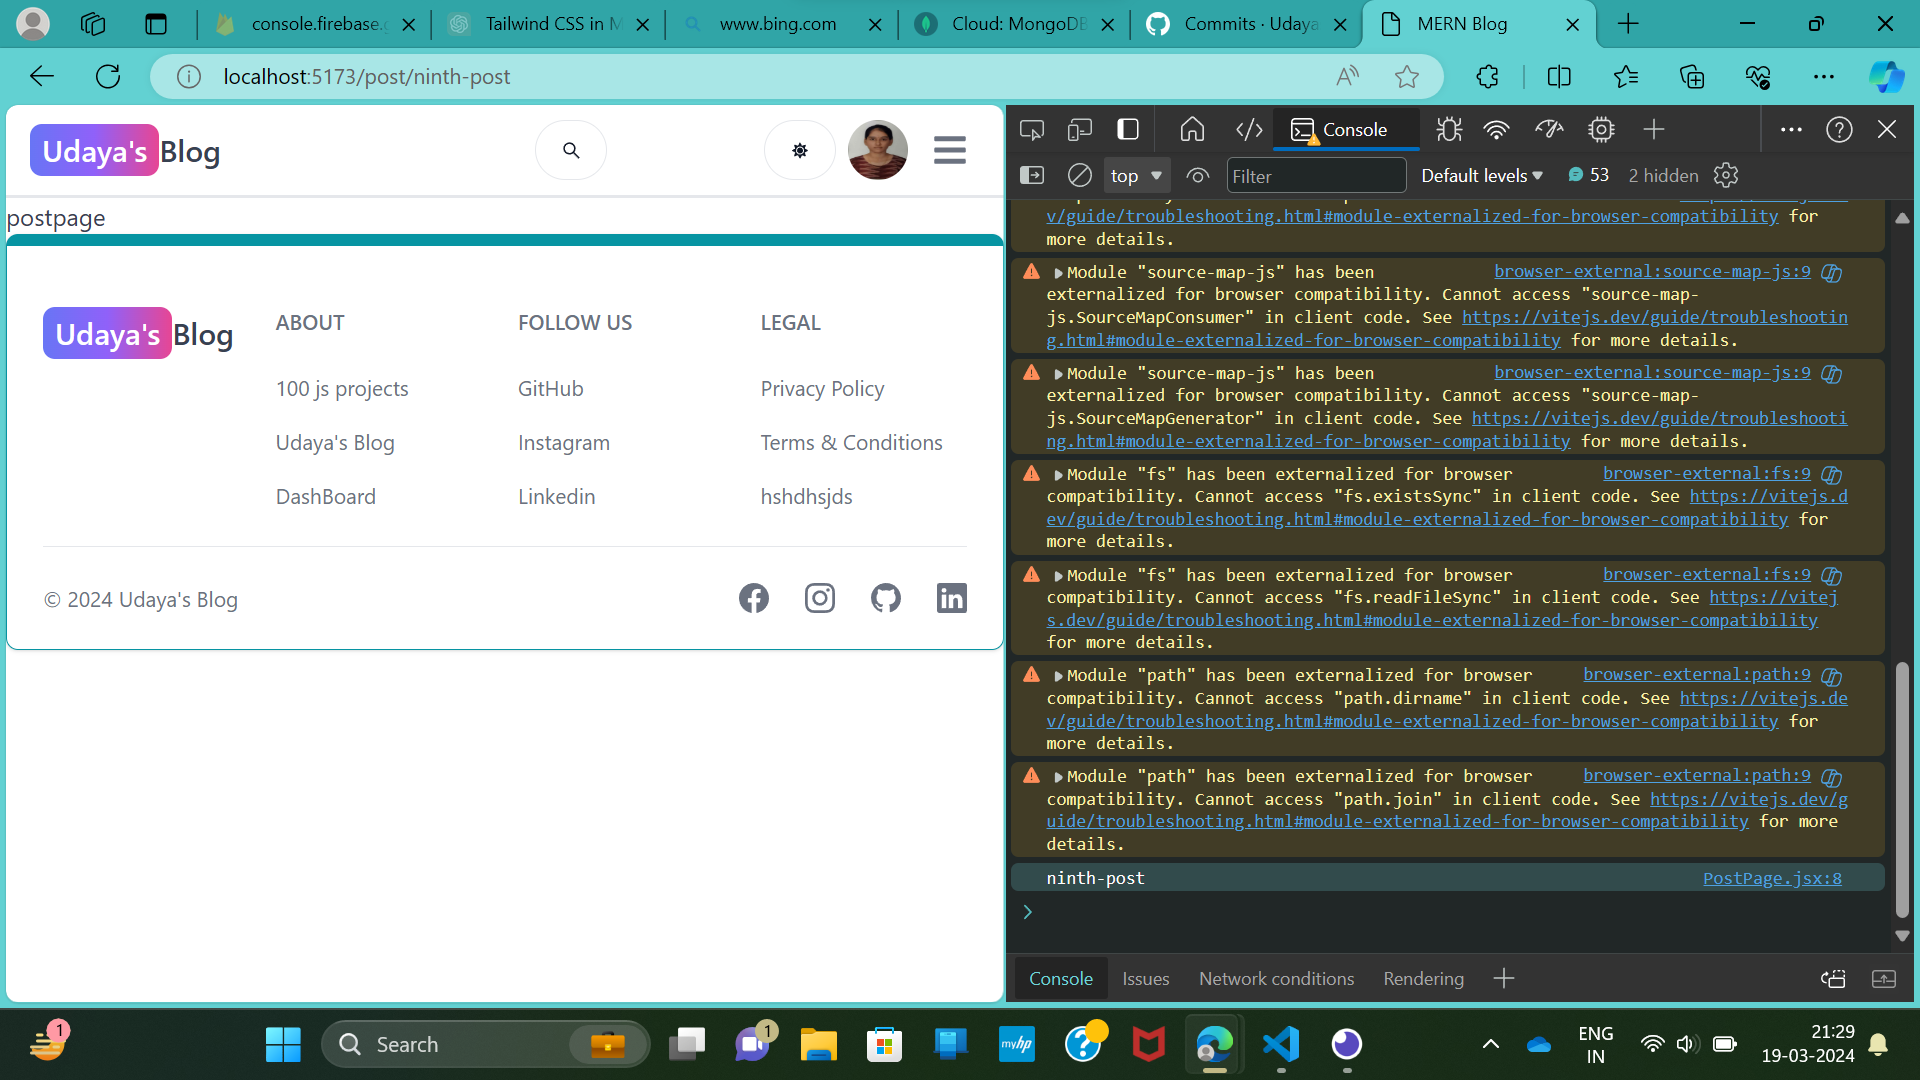 console.firebase.g
Tailwind CSS in M
www.bing.com
Cloud: MongoDB
Commits · Udaya
MERN Blog
localhost:5173/post/ninth-post
Udaya's Blog
postpage
Udaya's Blog
ABOUT
100 js projects
Udaya's Blog
DashBoard
FOLLOW US
GitHub
Instagram
Linkedin
LEGAL
Privacy Policy
Terms & Conditions
hshdhsjds
© 2024 Udaya's Blog
Console
top
Filter
Default levels
53
2 hidden
v/guide/troubleshooting.html#module-externalized-for-browser-compatibility for
more details.
Module "source-map-js" has been browser-external:source-map-js:9
externalized for browser compatibility. Cannot access "source-map-
js.SourceMapConsumer" in client code. See https://vitejs.dev/guide/troubleshootin
g.html#module-externalized-for-browser-compatibility for more details.
Module "source-map-js" has been browser-external:source-map-js:9
externalized for browser compatibility. Cannot access "source-map-
js.SourceMapGenerator" in client code. See https://vitejs.dev/guide/troubleshooti
ng.html#module-externalized-for-browser-compatibility for more details.
Module "fs" has been externalized for browser browser-external:fs:9
compatibility. Cannot access "fs.existsSync" in client code. See https://vitejs.d
ev/guide/troubleshooting.html#module-externalized-for-browser-compatibility for
more details.
Module "fs" has been externalized for browser browser-external:fs:9
compatibility. Cannot access "fs.readFileSync" in client code. See https://vitej
s.dev/guide/troubleshooting.html#module-externalized-for-browser-compatibility
for more details.
Module "path" has been externalized for browser browser-external:path:9
compatibility. Cannot access "path.dirname" in client code. See https://vitejs.de
v/guide/troubleshooting.html#module-externalized-for-browser-compatibility for
more details.
Module "path" has been externalized for browser browser-external:path:9
compatibility. Cannot access "path.join" in client code. See https://vitejs.dev/g
uide/troubleshooting.html#module-externalized-for-browser-compatibility for more
details.
ninth-post PostPage.jsx:8
Console
Issues
Network conditions
Rendering
1
Search
1
myhp
ENG
IN
21:29
19-03-2024